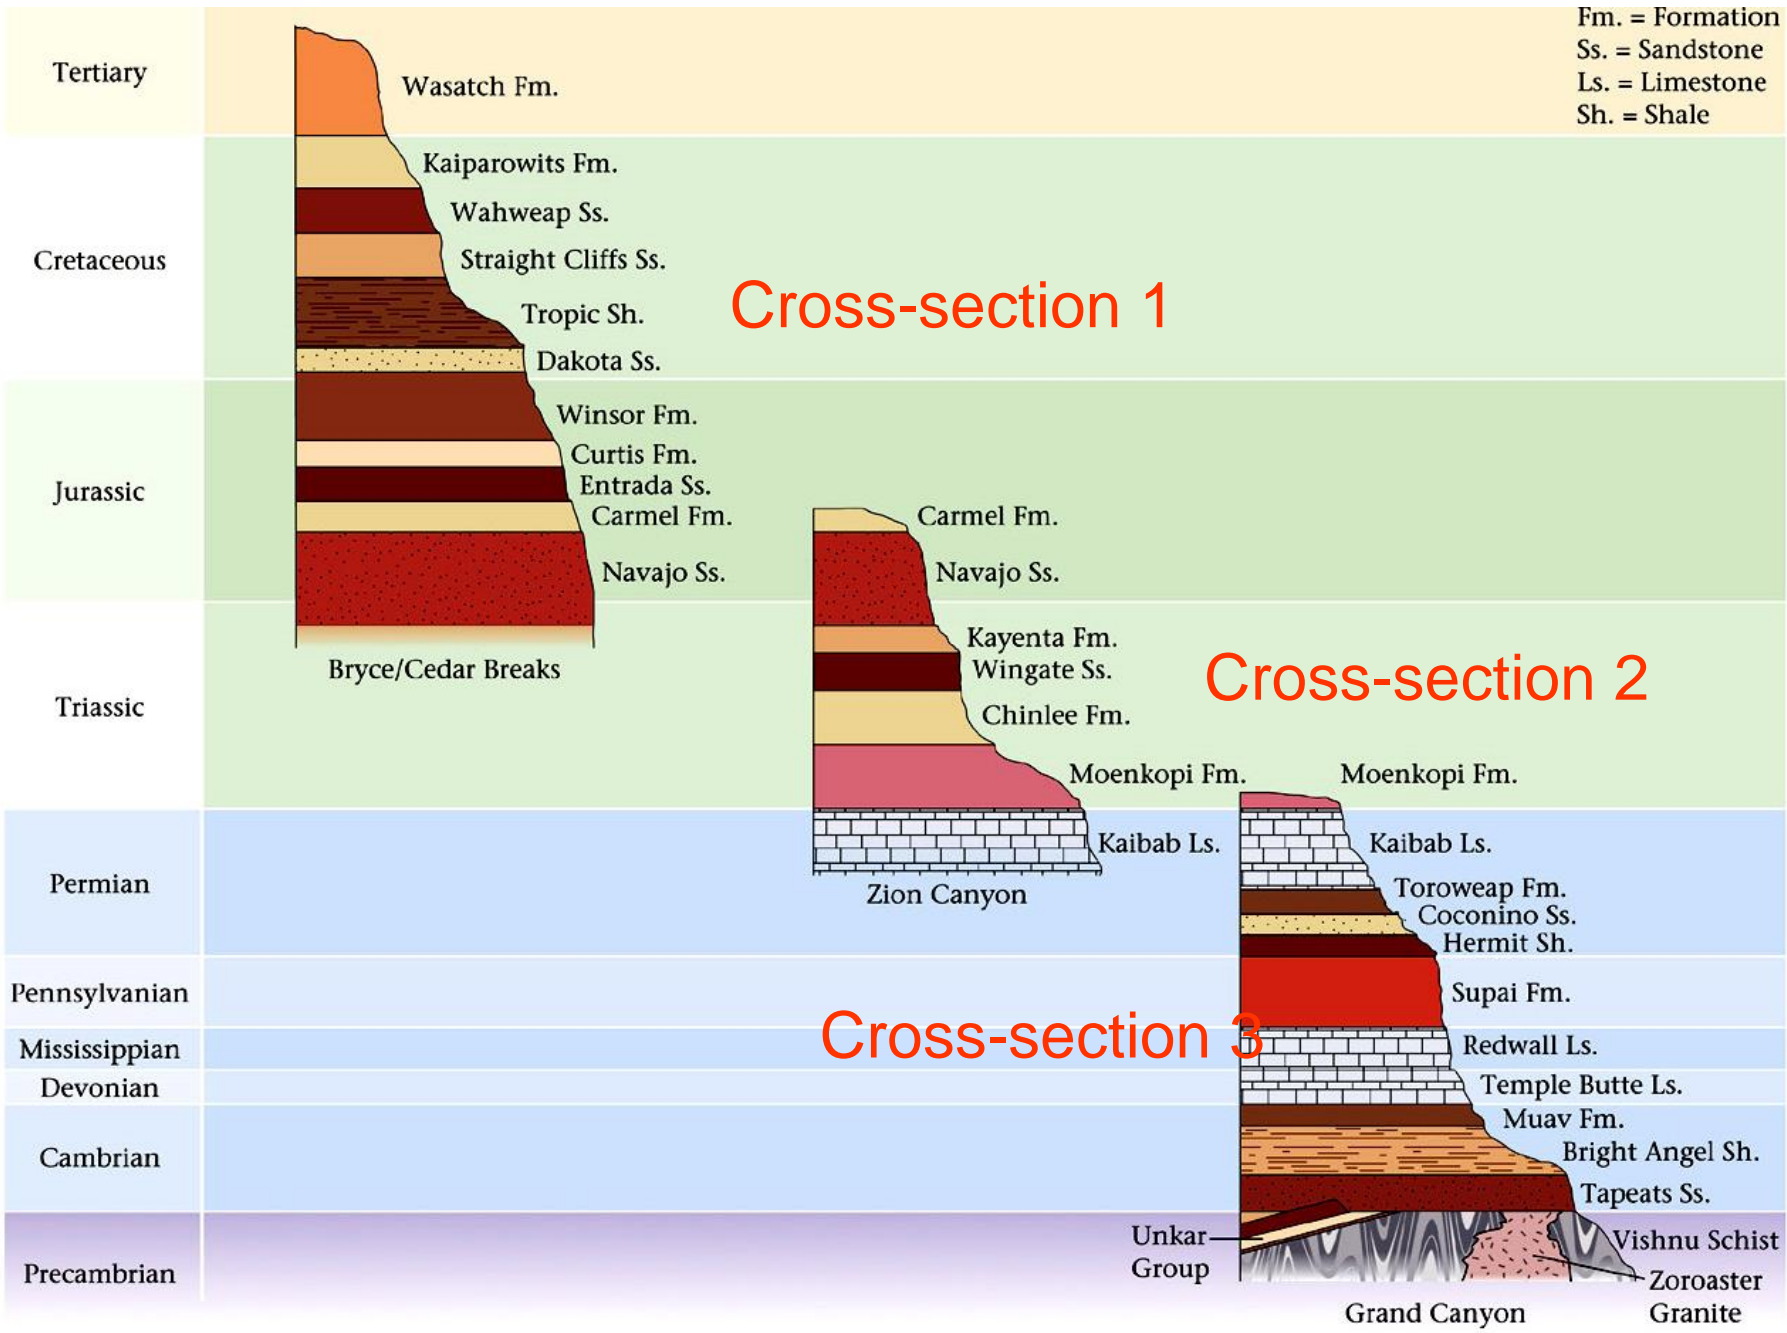 Fm. = Formation
Ss. = Sandstone
Ls. = Limestone
Sh. = Shale
Tertiary
Wasatch Fm.
Kaiparowits Fm.
Wahweap Ss.
Cretaceous
Straight Cliffs Ss.
Cross-section 1
Tropic Sh.
Dakota Ss.
Winsor Fm.
Curtis Fm.
Jurassic
Entrada Ss.
Carmel Fm.
Carmel Fm.
Navajo Ss.
Navajo Ss.
Kayenta Fm.
Bryce/Cedar Breaks
Wingate Ss.
Cross-section 2
Triassic
Chinlee Fm.
Moenkopi Fm.
Moenkopi Fm.
Kaibab Ls.
Kaibab Ls.
Permian
Zion Canyon
Toroweap Fm.
Coconino Ss.
Hermit Sh.
Pennsylvanian
Supai Fm.
Cross-section 3
Mississippian
Redwall Ls.
Devonian
Temple Butte Ls.
Muav Fm.
Cambrian
Bright Angel Sh.
Tapeats Ss.
Unkar
Group
Vishnu Schist
Precambrian
Zoroaster
Granite
Grand Canyon